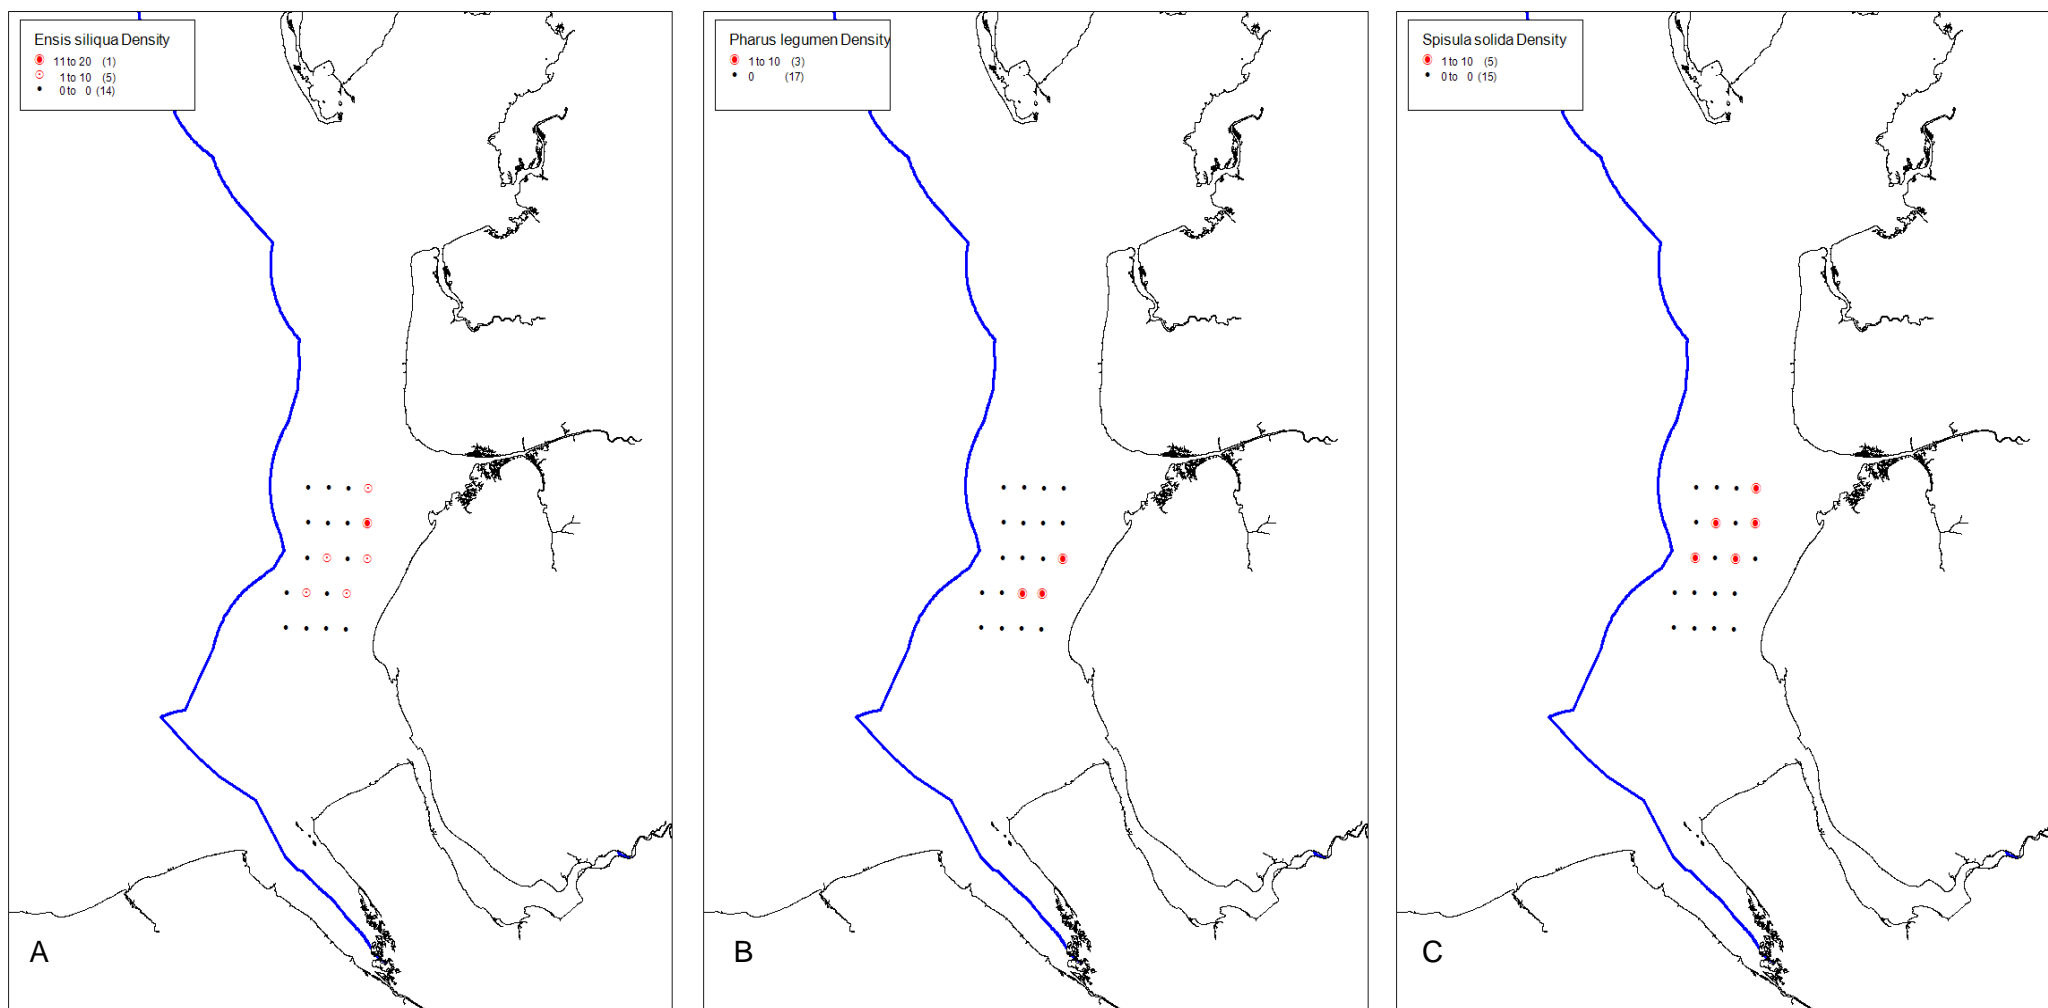 Ensis siliqua Density
11 to 20 (1)
1 to 10 (5)
0 to 0 (14)
A
Pharus legumen Density
1 to 10 (3)
0 (17)
B
Spisula solida Density
1 to 10 (5)
0 to 0 (15)
C